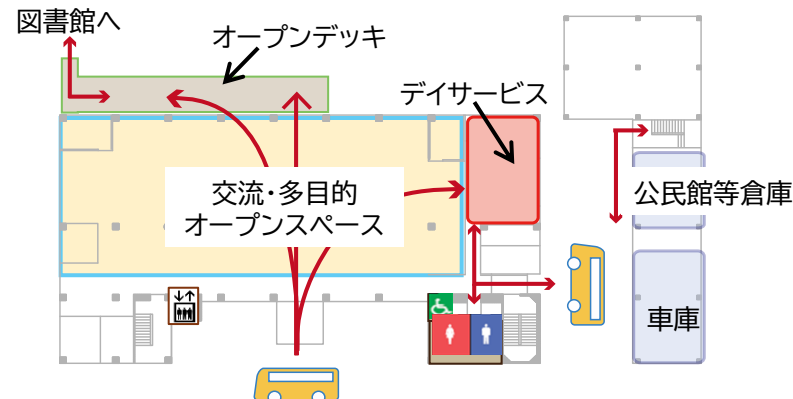 図書館へ
オープンデッキ
デイサービス
交流・多目的
オープンスペース
公民館等倉庫
車庫